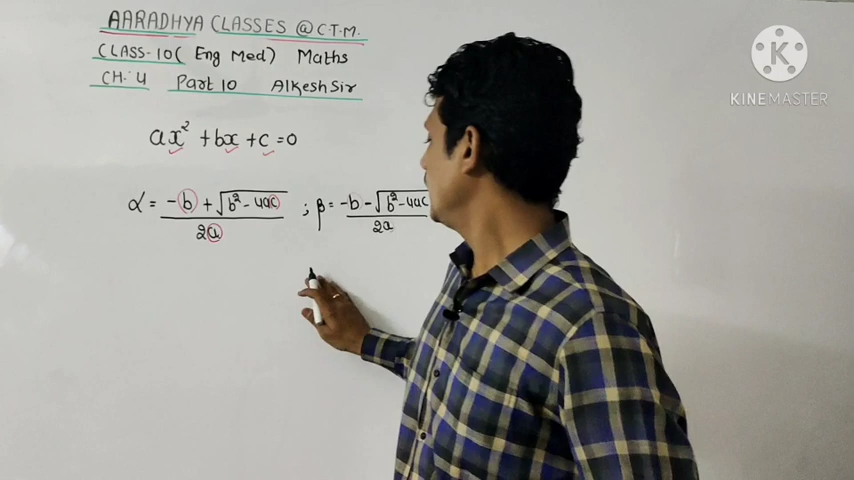 AARADHYA CLASSES @ C.T.M.
CLASS-10 ( Eng Med) Maths
CH:4 Part 10 Alkesh Sir
ax² + bx + c = 0
α = -b + √b² - 4ac / 2a ; β = -b - √b² - 4ac / 2a
K
KINEMASTER